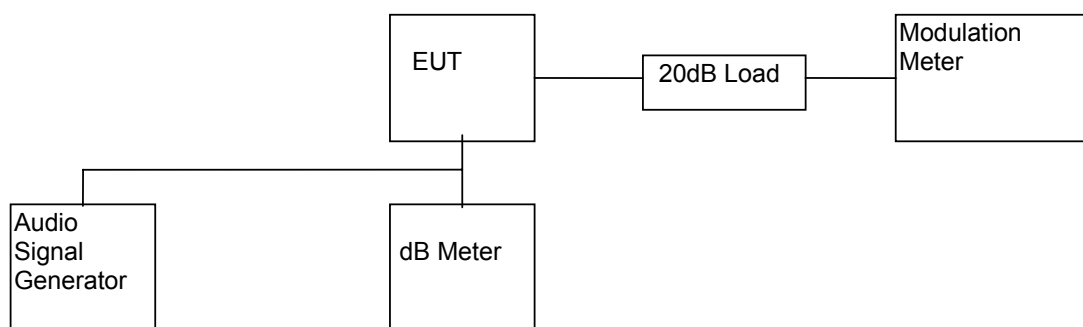 EUT
20dB Load
Modulation
Meter
Audio
Signal
Generator
dB Meter